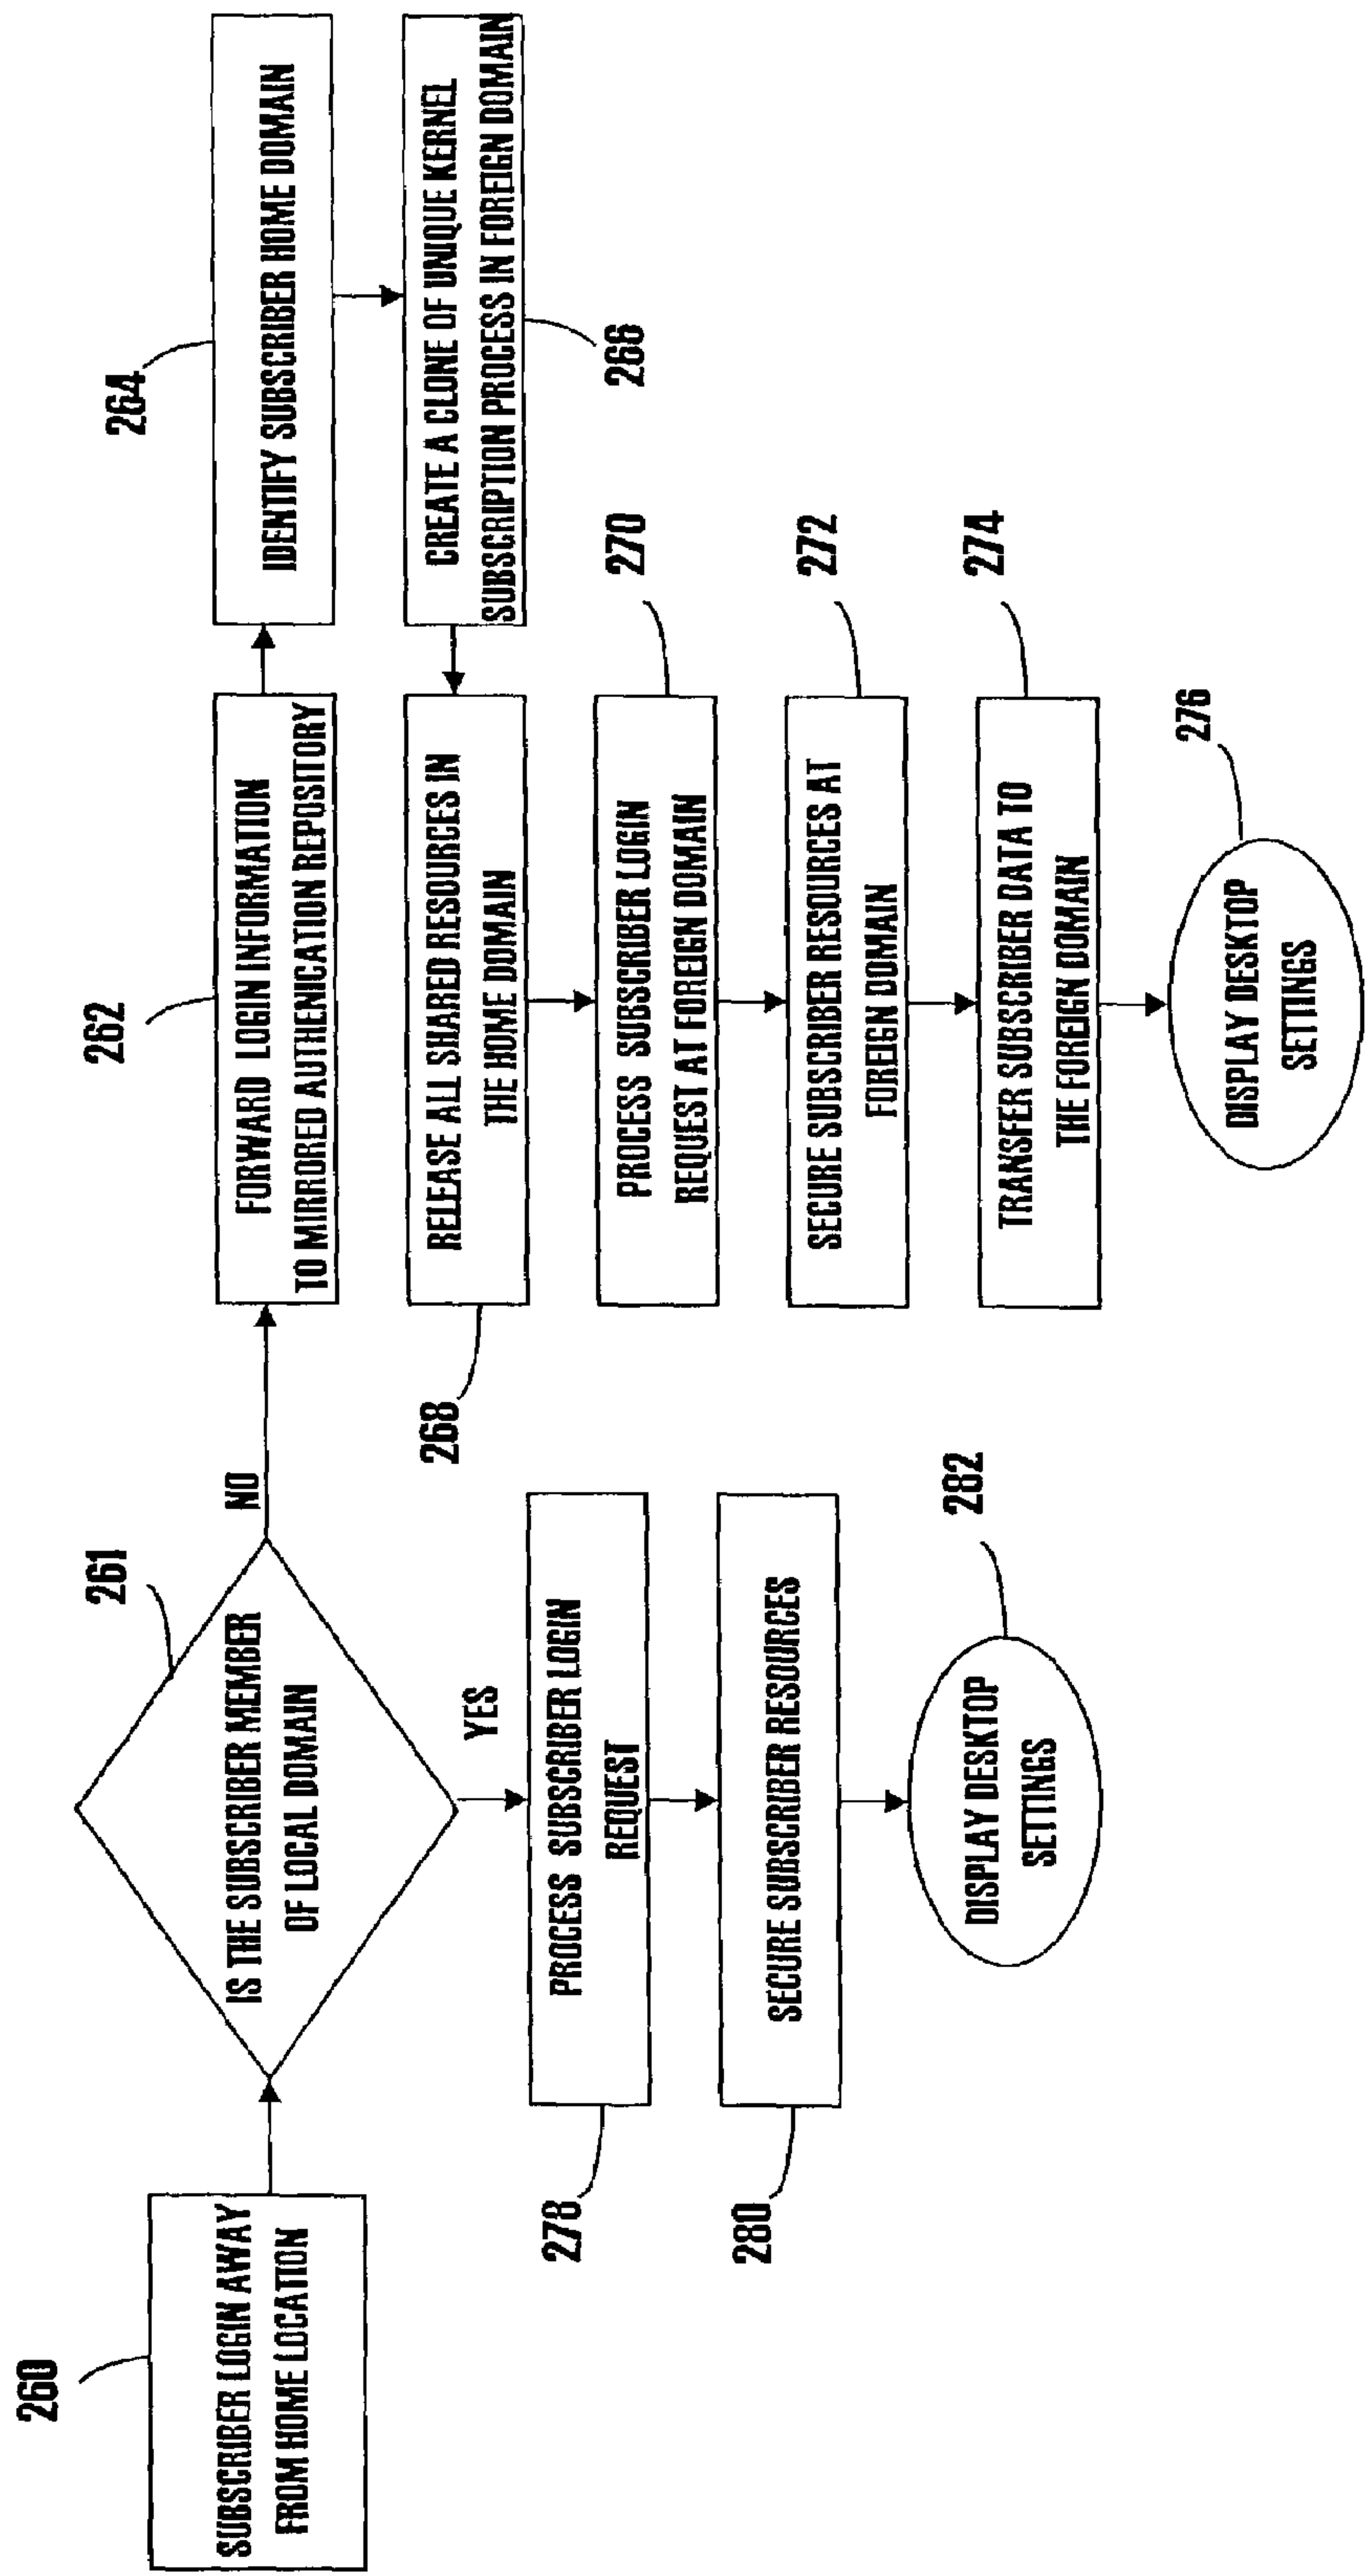 260
SUBSCRIBER LOGIN AWAY
FROM HOME LOCATION
261
IS THE SUBSCRIBER MEMBER
OF LOCAL DOMAIN
NO
262
FORWARD LOGIN INFORMATION
TO MIRRORED AUTHENICATION REPOSITORY
264
IDENTIFY SUBSCRIBER HOME DOMAIN
CREATE A CLONE OF UNIQUE KERNEL
SUBSCRIPTION PROCESS IN FOREIGN DOMAIN
266
RELEASE ALL SHARED RESOURCES IN
THE HOME DOMAIN
268
PROCESS SUBSCRIBER LOGIN
REQUEST AT FOREIGN DOMAIN
270
SECURE SUBSCRIBER RESOURCES AT
FOREIGN DOMAIN
272
TRANSFER SUBSCRIBER DATA TO
THE FOREIGN DOMAIN
274
DISPLAY DESKTOP
SETTINGS
276
YES
PROCESS SUBSCRIBER LOGIN
REQUEST
278
SECURE SUBSCRIBER RESOURCES
280
DISPLAY DESKTOP
SETTINGS
282